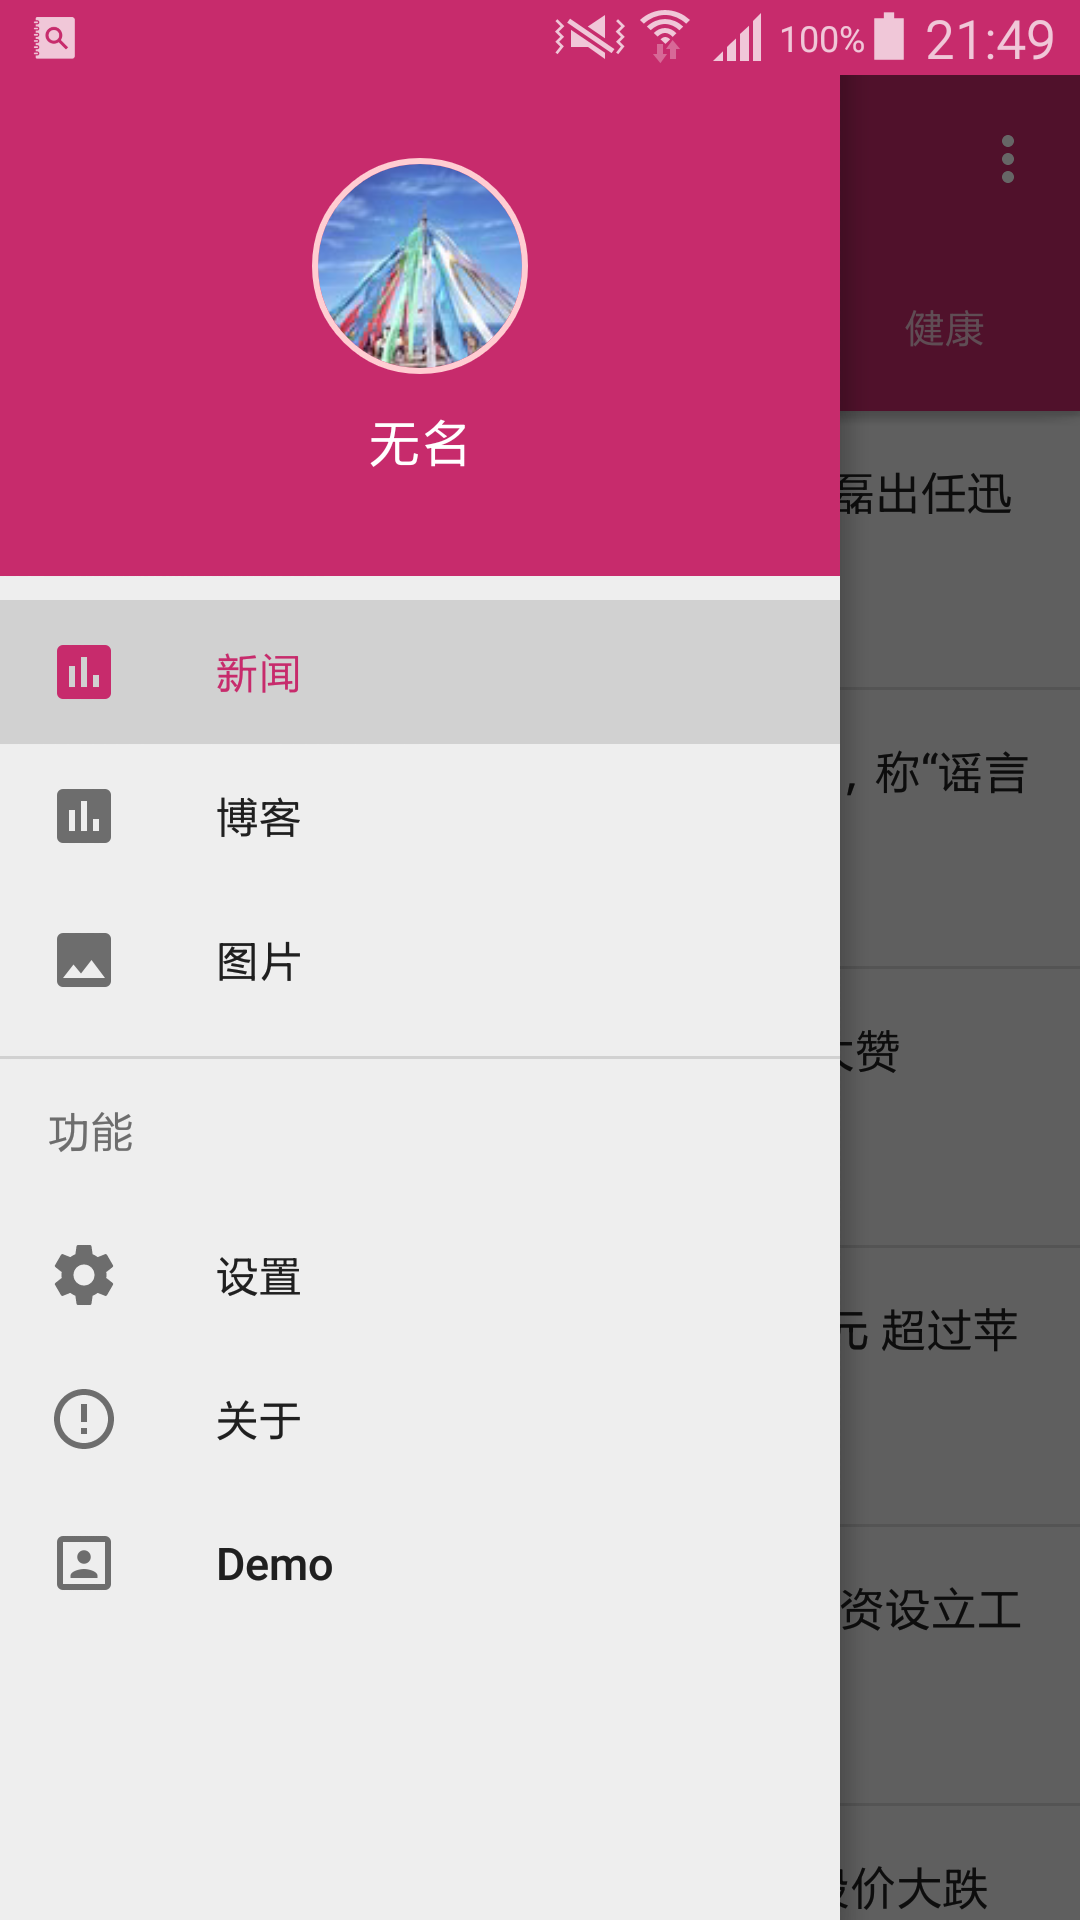 100% 21:49
健康
无名
磊出任迅
新闻
，称“谣言
博客
图片
大赞
功能
设置
元 超过苹
关于
Demo
资设立工
股价大跌